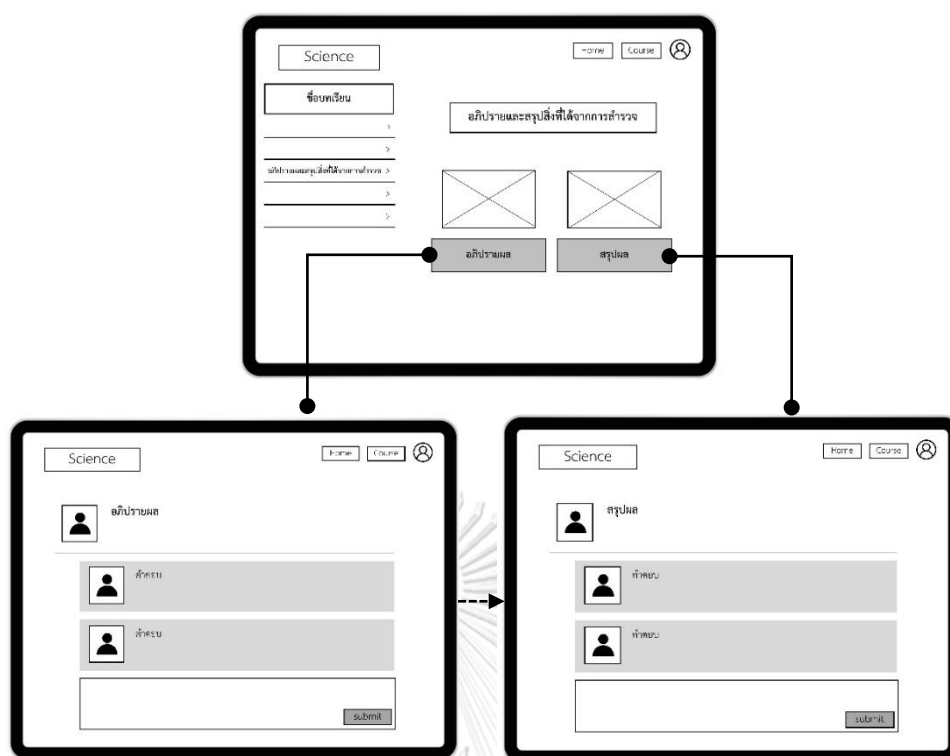 Science
Home
Course
ชื่อบทเรียน
>
>
อภิปรายและสรุปสิ่งที่ได้จากการสำรวจ >
>
>
อภิปรายและสรุปสิ่งที่ได้จากการสำรวจ
อภิปรายผล
สรุปผล
Science
Home
Course
อภิปรายผล
คำตอบ
คำตอบ
submit
Science
Home
Course
สรุปผล
คำตอบ
คำตอบ
submit